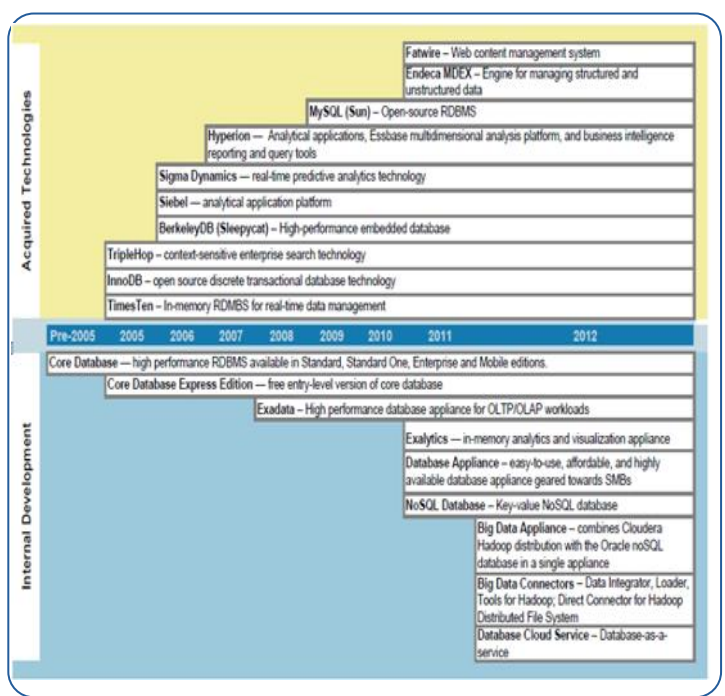 Acquired Technologies
Fatwire – Web content management system
Endeca MDEX – Engine for managing structured and
unstructured data
MySQL (Sun) – Open-source RDBMS
Hyperion — Analytical applications, Essbase multidimensional analysis platform, and business intelligence
reporting and query tools
Sigma Dynamics — real-time predictive analytics technology
Siebel — analytical application platform
BerkeleyDB (Sleepycat) – High-performance embedded database
TripleHop – context-sensitive enterprise search technology
InnoDB – open source discrete transactional database technology
TimesTen – In-memory RDMBS for real-time data management
Pre-2005 2005 2006 2007 2008 2009 2010 2011 2012
Internal Development
Core Database — high performance RDBMS available in Standard, Standard One, Enterprise and Mobile editions.
Core Database Express Edition — free entry-level version of core database
Exadata – High performance database appliance for OLTP/OLAP workloads
Exalytics — in-memory analytics and visualization appliance
Database Appliance – easy-to-use, affordable, and highly
available database appliance geared towards SMBs
NoSQL Database – Key-value NoSQL database
Big Data Appliance – combines Cloudera
Hadoop distribution with the Oracle noSQL
database in a single appliance
Big Data Connectors – Data Integrator, Loader,
Tools for Hadoop; Direct Connector for Hadoop
Distributed File System
Database Cloud Service – Database-as-a-
service